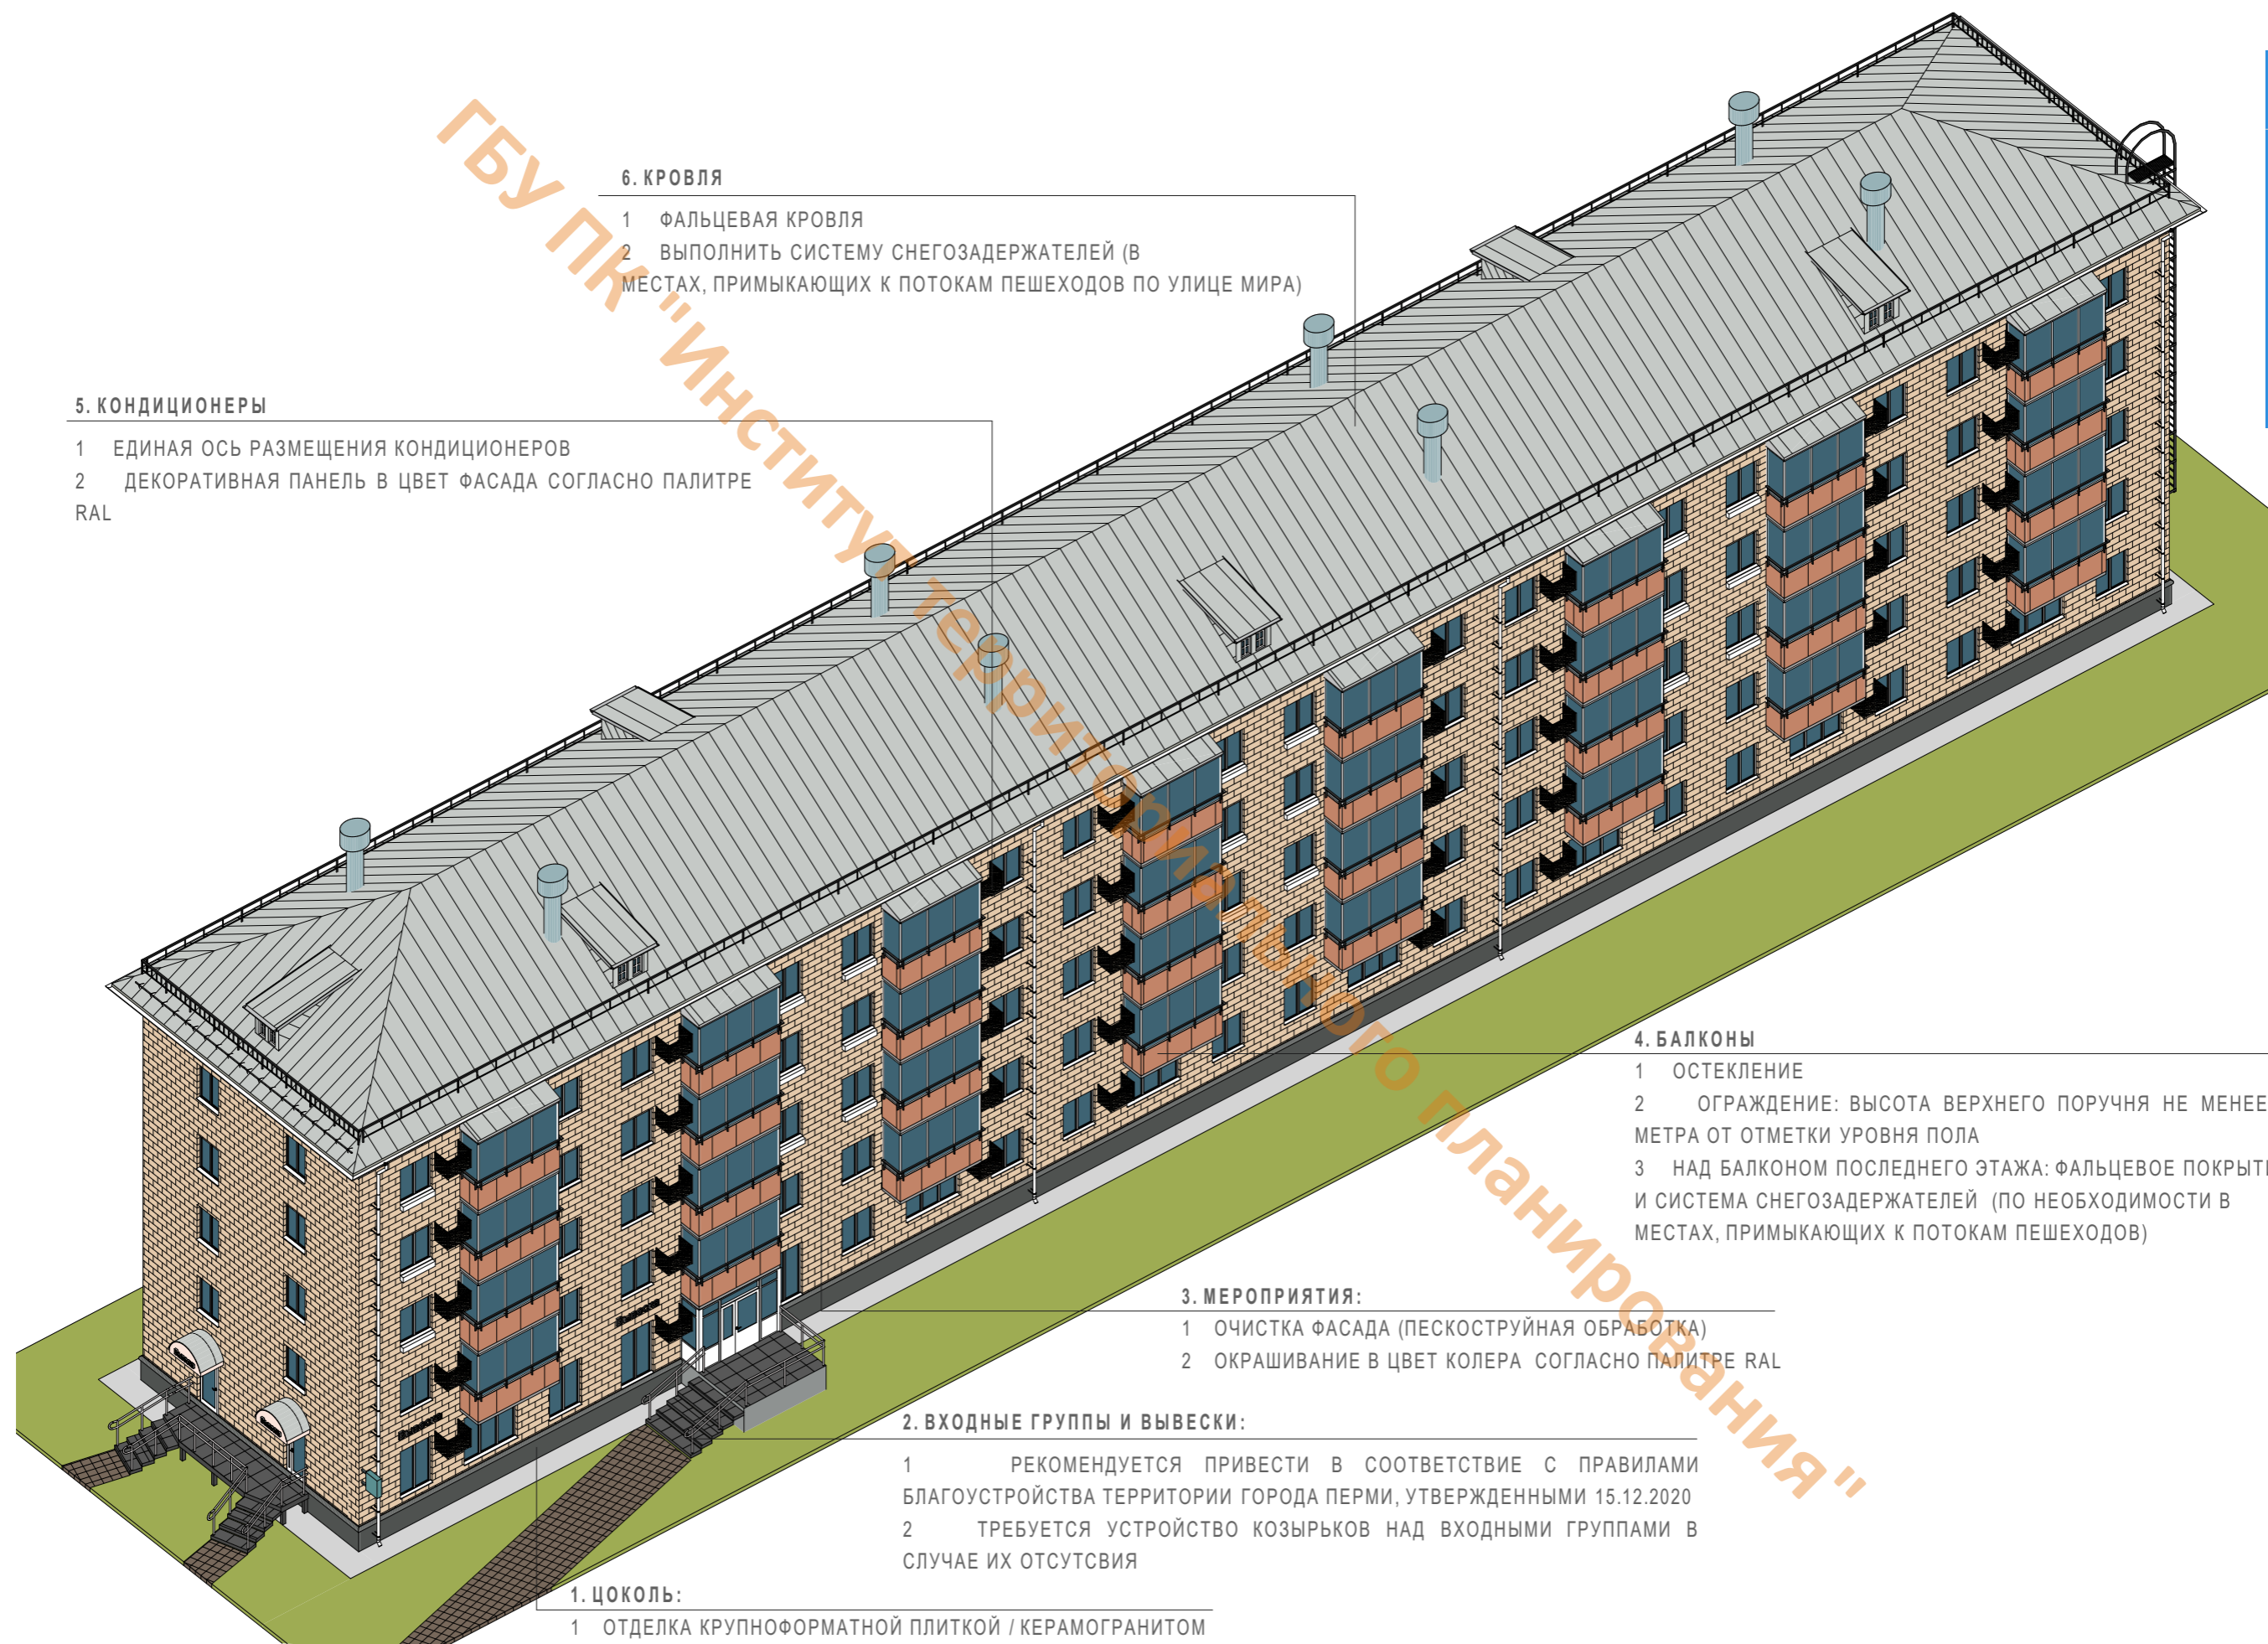 6. КРОВЛЯ
1 ФАЛЬЦЕВАЯ КРОВЛЯ
2 ВЫПОЛНИТЬ СИСТЕМУ СНЕГОЗАДЕРЖАТЕЛЕЙ (В
МЕСТАХ, ПРИМЫКАЮЩИХ К ПОТОКАМ ПЕШЕХОДОВ ПО УЛИЦЕ МИРА)
5. КОНДИЦИОНЕРЫ
1 ЕДИНАЯ ОСЬ РАЗМЕЩЕНИЯ КОНДИЦИОНЕРОВ
2 ДЕКОРАТИВНАЯ ПАНЕЛЬ В ЦВЕТ ФАСАДА СОГЛАСНО ПАЛИТРЕ
RAL
4. БАЛКОНЫ
1 ОСТЕКЛЕНИЕ
2 ОГРАЖДЕНИЕ: ВЫСОТА ВЕРХНЕГО ПОРУЧНЯ НЕ МЕНЕЕ
МЕТРА ОТ ОТМЕТКИ УРОВНЯ ПОЛА
3 НАД БАЛКОНОМ ПОСЛЕДНЕГО ЭТАЖА: ФАЛЬЦЕВОЕ
И СИСТЕМА СНЕГОЗАДЕРЖАТЕЛЕЙ (ПО НЕОБХОДИМОСТИ В
МЕСТАХ, ПРИМЫКАЮЩИХ К ПОТОКАМ ПЕШЕХОДОВ)
3. МЕРОПРИЯТИЯ:
1 ОЧИСТКА ФАСАДА (ПЕСКОСТРУЙНАЯ ОБРАБОТКА)
2 ОКРАШИВАНИЕ В ЦВЕТ КОЛЕРА СОГЛАСНО ПАЛИТРЕ RAL
2. ВХОДНЫЕ ГРУППЫ И ВЫВЕСКИ:
1 РЕКОМЕНДУЕТСЯ ПРИВЕСТИ В СООТВЕТСТВИЕ С ПРАВИЛАМИ
БЛАГОУСТРОЙСТВА ТЕРРИТОРИИ ГОРОДА ПЕРМИ, УТВЕРЖДЕННЫМИ 15.12.2020
2 ТРЕБУЕТСЯ УСТРОЙСТВО КОЗЫРЬКОВ НАД ВХОДНЫМИ ГРУППАМИ В
СЛУЧАЕ ИХ ОТСУТСВИЯ
1. ЦОКОЛЬ:
1 ОТДЕЛКА КРУПНОФОРМАТНОЙ ПЛИТКОЙ / КЕРАМОГРАНИТОМ
ГБУ ПК "Институт территориального планирования"